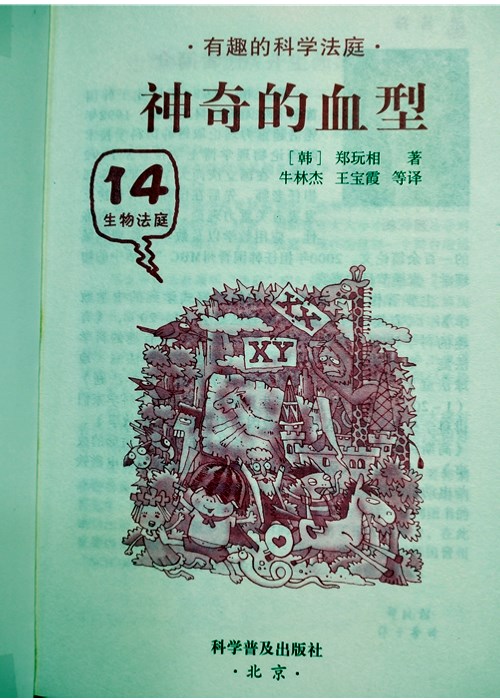 ·有趣的科学法庭·
神奇的血型
［韩］ 郑玩相 著
牛林杰 王宝霞 等译
14
生物法庭
XX
XY
科学普及出版社
·北京·